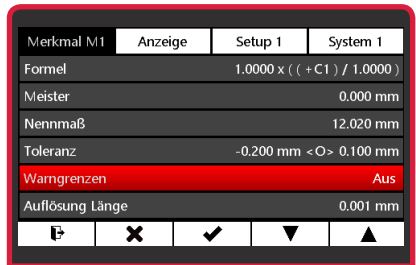 Merkmal M1 Anzeige Setup 1 System 1
Formel 1.0000 x ( ( +C1 ) / 1.0000 )
Meister 0.000 mm
Nennmaß 12.020 mm
Toleranz -0.200 mm <O> 0.100 mm
Warngrenzen Aus
Auflösung Länge 0.001 mm